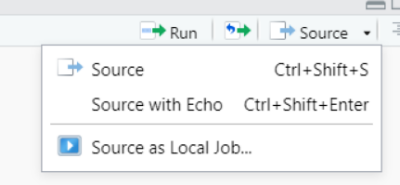 Run Source
Source Ctrl+Shift+S
Source with Echo Ctrl+Shift+Enter
Source as Local Job...